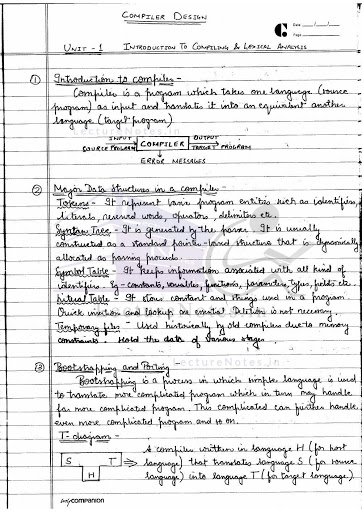 COMPILER DESIGN
Date
Page
UNIT - 1 INTRODUCTION TO COMPILING & LEXICAL ANALYSIS
① Introduction to compiler -
Compiler is a program which takes one language (source
program) as input and translates it into an equivalent another
language (target program)
LectureNotes.in
INPUT OUTPUT
SOURCE PROGRAM COMPILER TARGET PROGRAM
ERROR MESSAGES
② Major Data Structures in a compiler -
Tokens - It represent basic program entities such as identifiers,
literals, reserved words, operators, delimiters etc.
Syntax Tree - It is generated by the parser. It is usually
constructed as a standard pointer-based structure that is dynamically
allocated as parsing proceeds.
Symbol Table - It keeps information associated with all kind of
identifiers. Eg - constants, variables, functions, parameters, types, fields etc.
Literal Table - It stores constant and strings used in a program.
Quick insertion and lookup are essential. Deletion is not necessary.
Temporary files - Used historically by old compilers due to memory
constraints. Hold the data of various stages.
LectureNotes.in
③ Bootstrapping and Porting
Bootstrapping is a process in which simple language is used
to translate more complicated program which in turn may handle
far more complicated program. This complicated can further handle
even more complicated program and so on.
T-diagram -
A compiler written in language H (for host
S T language) that translates language S (for source
H language) into language T (for target language).
mycompanion